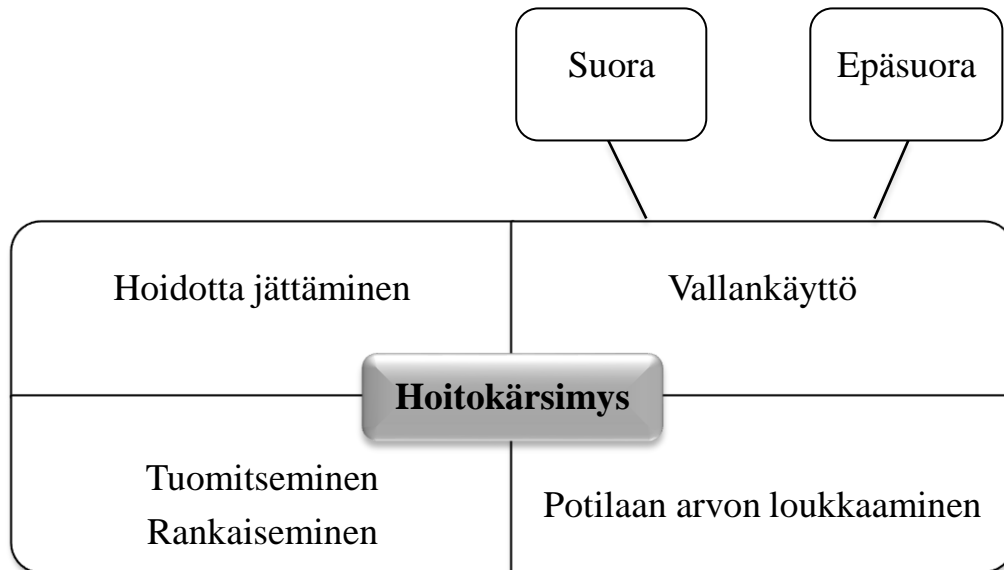 Suora
Epäsuora
Hoidotta jättäminen
Vallankäyttö
Hoitokärsimys
Tuomitseminen
Rankaiseminen
Potilaan arvon loukkaaminen